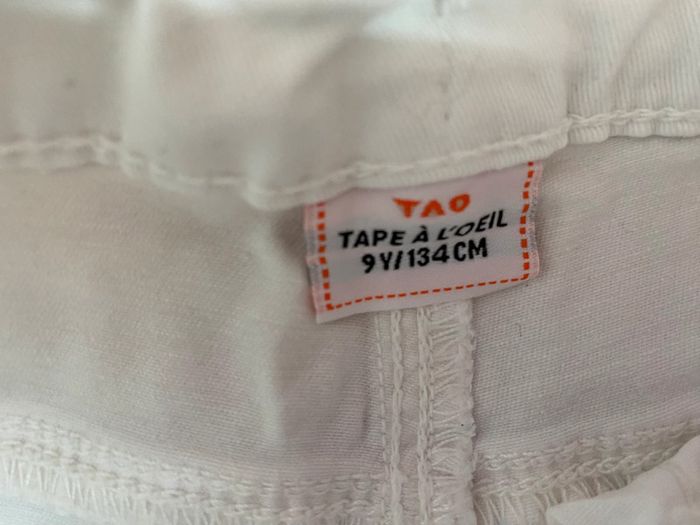 TAO
TAPE À L'OEIL
9Y/134CM